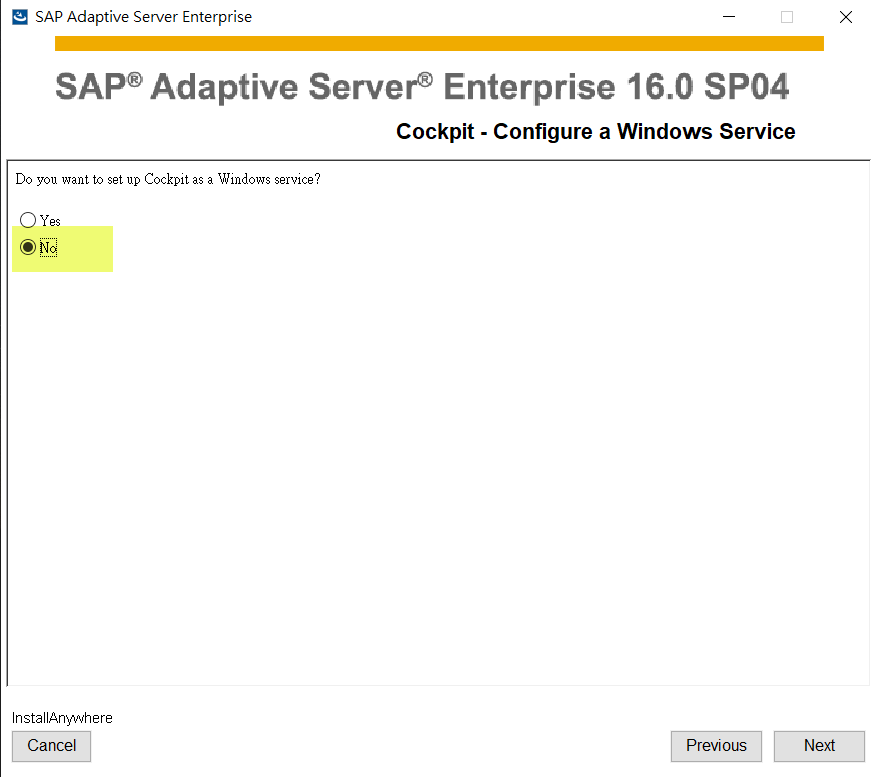 SAP Adaptive Server Enterprise
SAP® Adaptive Server® Enterprise 16.0 SP04
Cockpit - Configure a Windows Service
Do you want to set up Cockpit as a Windows service?
Yes
No
InstallAnywhere
Cancel
Previous
Next